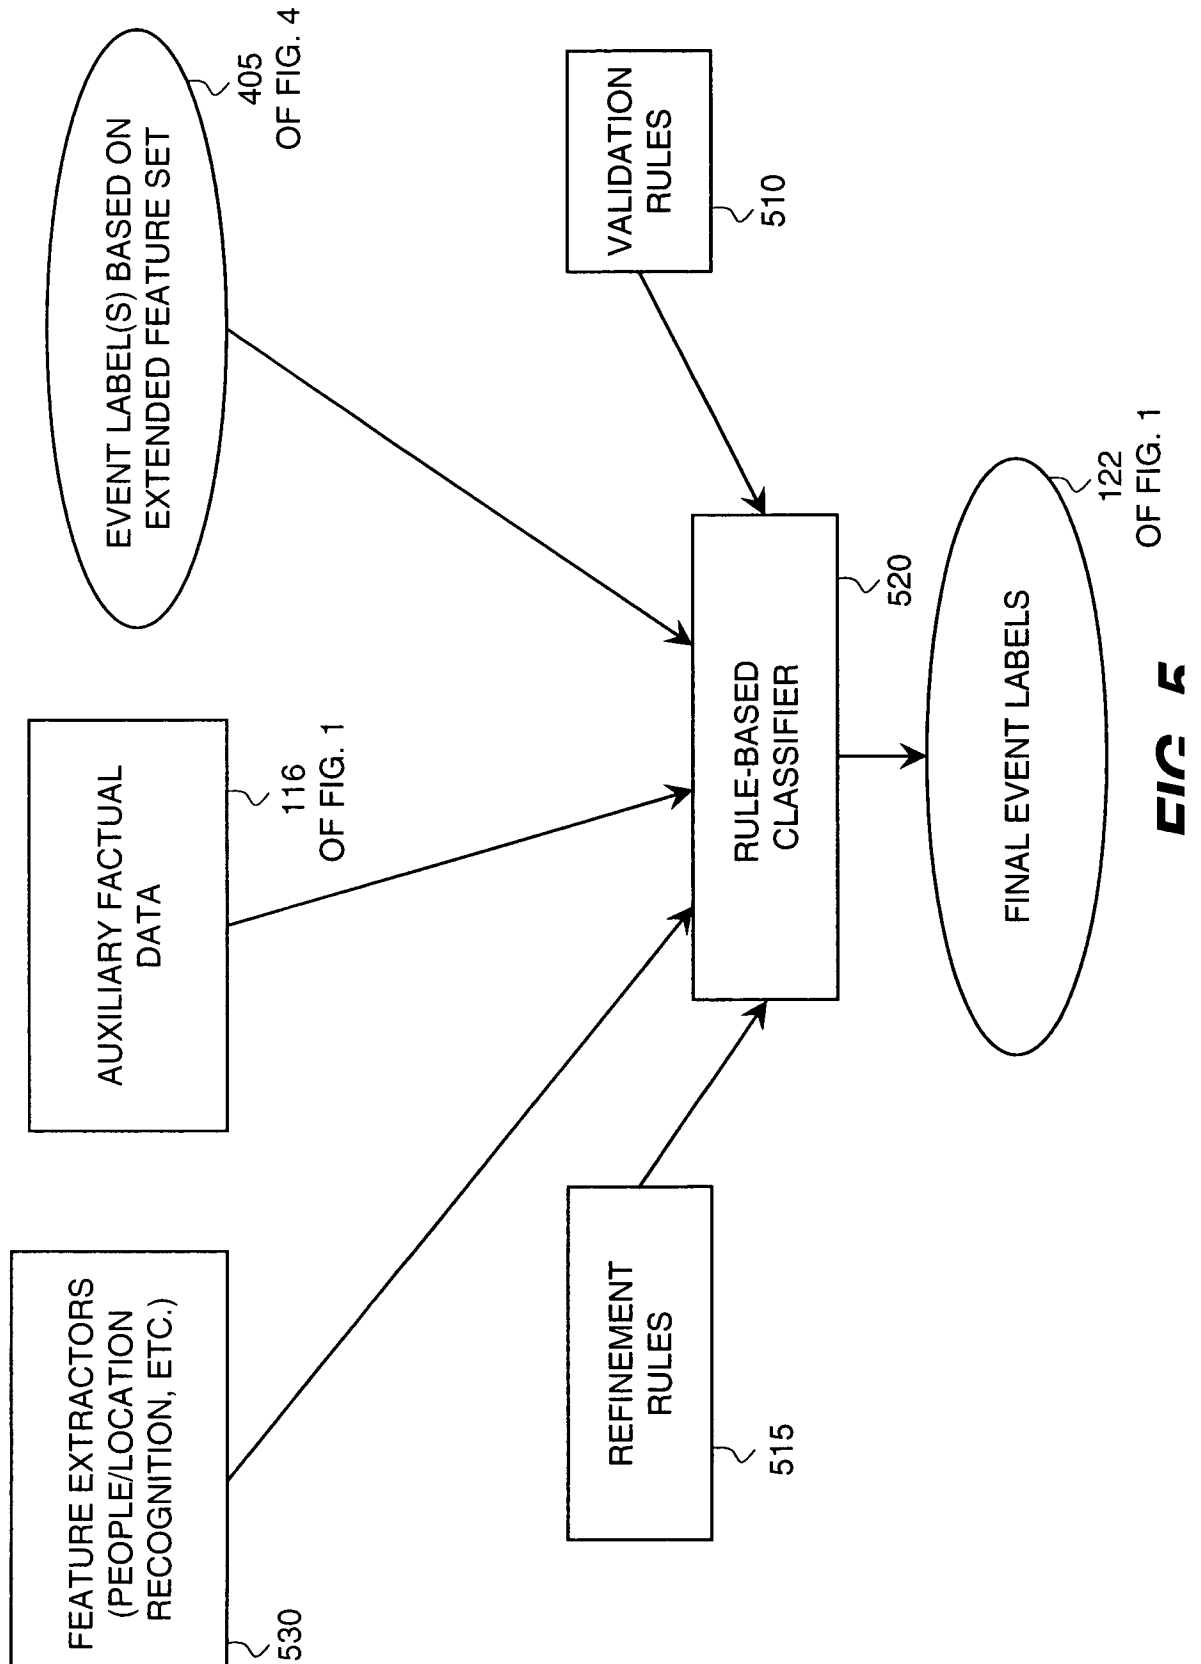 FEATURE EXTRACTORS
(PEOPLE/LOCATION
RECOGNITION, ETC.)
530
AUXILIARY FACTUAL
DATA
116
OF FIG. 1
EVENT LABEL(S) BASED ON
EXTENDED FEATURE SET
405
OF FIG. 4
REFINEMENT
RULES
515
RULE-BASED
CLASSIFIER
520
VALIDATION
RULES
510
FINAL EVENT LABELS
122
OF FIG. 1
FIG. 5